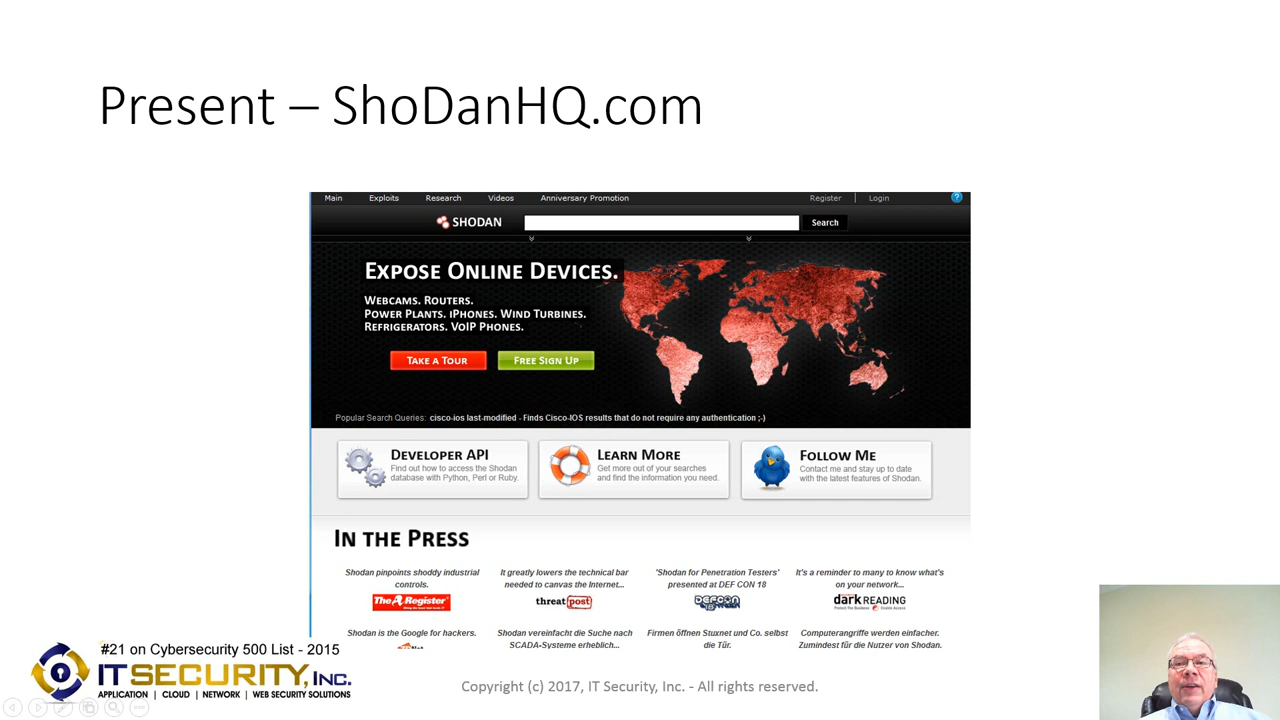 Present – ShoDanHQ.com
Main Exploits Research Videos Anniversary Promotion Register Login ?
SHODAN Search
EXPOSE ONLINE DEVICES.
WEBCAMS. ROUTERS.
POWER PLANTS. IPHONES. WIND TURBINES.
REFRIGERATORS. VOIP PHONES.
TAKE A TOUR FREE SIGN UP
Popular Search Queries: cisco-ios last-modified - Finds Cisco-IOS results that do not require any authentication ;-)
DEVELOPER API
Find out how to access the Shodan
database with Python, Perl or Ruby.
LEARN MORE
Get more out of your searches
and find the information you need.
FOLLOW ME
Contact me and stay up to date
with the latest features of Shodan.
IN THE PRESS
Shodan pinpoints shoddy industrial
controls.
The Register
It greatly lowers the technical bar
needed to canvas the Internet...
threat post
'Shodan for Penetration Testers'
presented at DEF CON 18
DEFCON
It's a reminder to many to know what's
on your network...
darkREADING
Shodan is the Google for hackers.
Shodan vereinfacht die Suche nach
SCADA-Systeme erheblich...
Firmen öffnen Stuxnet und Co. selbst
die Tür.
Computerangriffe werden einfacher.
Zumindest für die Nutzer von Shodan.
#21 on Cybersecurity 500 List - 2015
IT SECURITY, INC.
APPLICATION | CLOUD | NETWORK | WEB SECURITY SOLUTIONS
Copyright (c) 2017, IT Security, Inc. - All rights reserved.